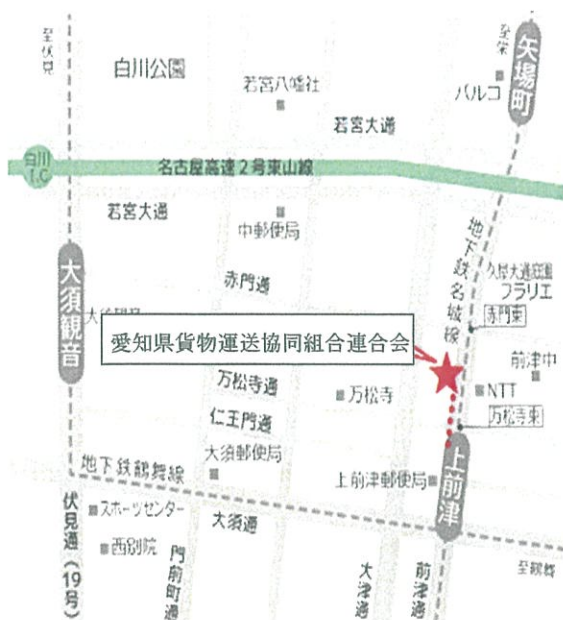 至伏見
白川公園
若宮八幡社
若宮大通
至栄
パルコ
矢場町
白川
I.C
名古屋高速2号東山線
若宮大通
中郵便局
地下鉄名城線
久屋大通庭園
フラリエ
大須観音
赤門通
赤門東
愛知県貨物運送協同組合連合会
前津中
万松寺通
万松寺
NTT
万松寺東
仁王門通
大須郵便局
上前津郵便局
上前津
地下鉄鶴舞線
スポーツセンター
大須通
西別院
伏見通(19号)
門前町通
大津通
前津通
至鶴舞